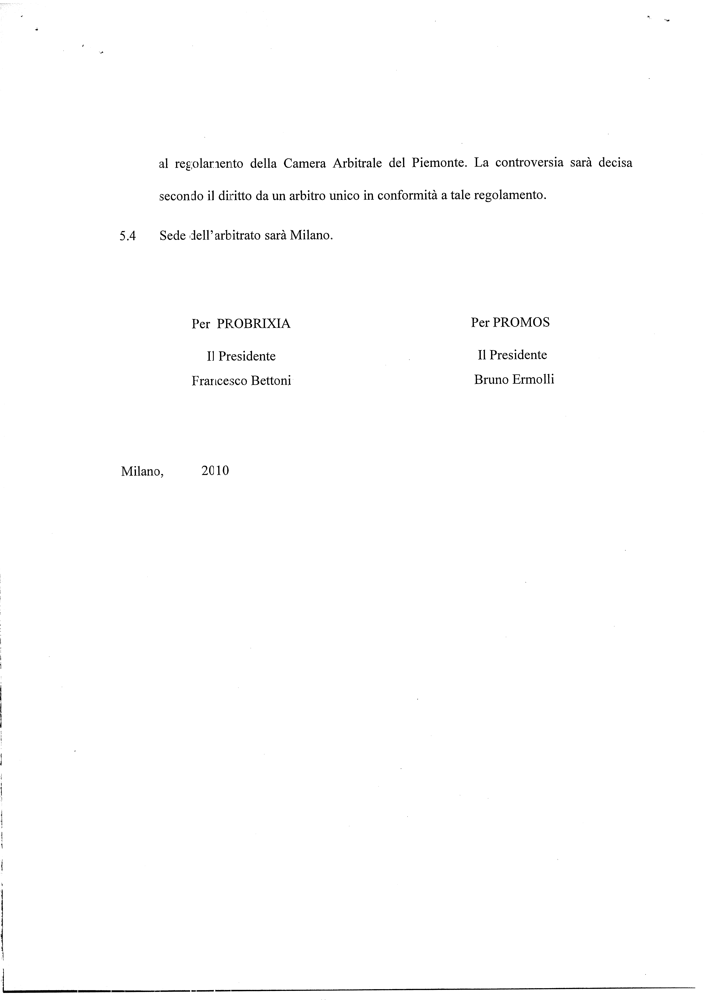 al regolamento della Camera Arbitrale del Piemonte. La controversia sarà decisa
secondo il diritto da un arbitro unico in conformità a tale regolamento.
5.4 Sede dell'arbitrato sarà Milano.
Per PROBRIXIA Per PROMOS
Il Presidente Il Presidente
Francesco Bettoni Bruno Ermolli
Milano, 2010